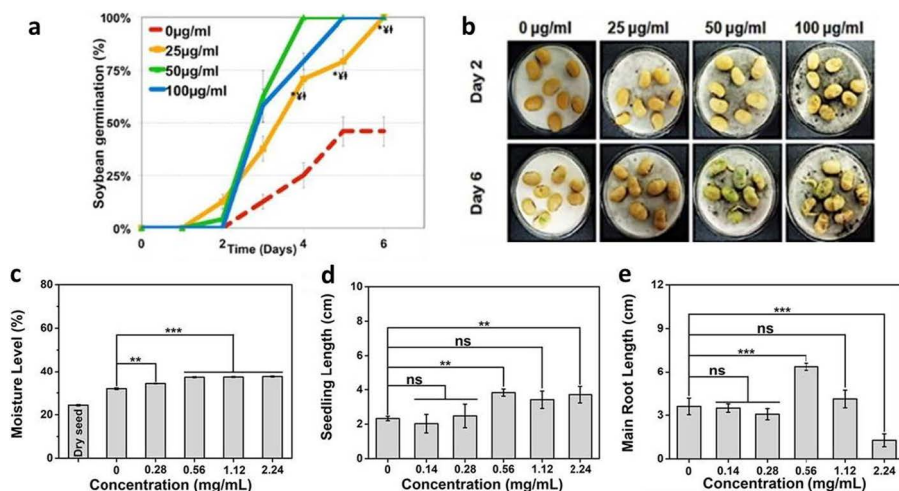 a
100%
75%
50%
25%
0%
Soybean germination (%)
0µg/ml
25µg/ml
50µg/ml
100µg/ml
*¥ƚ
*¥ƚ
*¥ƚ
0
2
4
6
Time (Days)
b
0 µg/ml
25 µg/ml
50 µg/ml
100 µg/ml
Day 2
Day 6
c
80
60
40
20
0
Moisture Level (%)
***
**
Dry seed
0
0.28
0.56
1.12
2.24
Concentration (mg/mL)
d
10
8
6
4
2
0
Seedling Length (cm)
**
ns
**
ns
0
0.14
0.28
0.56
1.12
2.24
Concentration (mg/mL)
e
12
9
6
3
0
Main Root Length (cm)
***
ns
***
ns
0
0.14
0.28
0.56
1.12
2.24
Concentration (mg/mL)